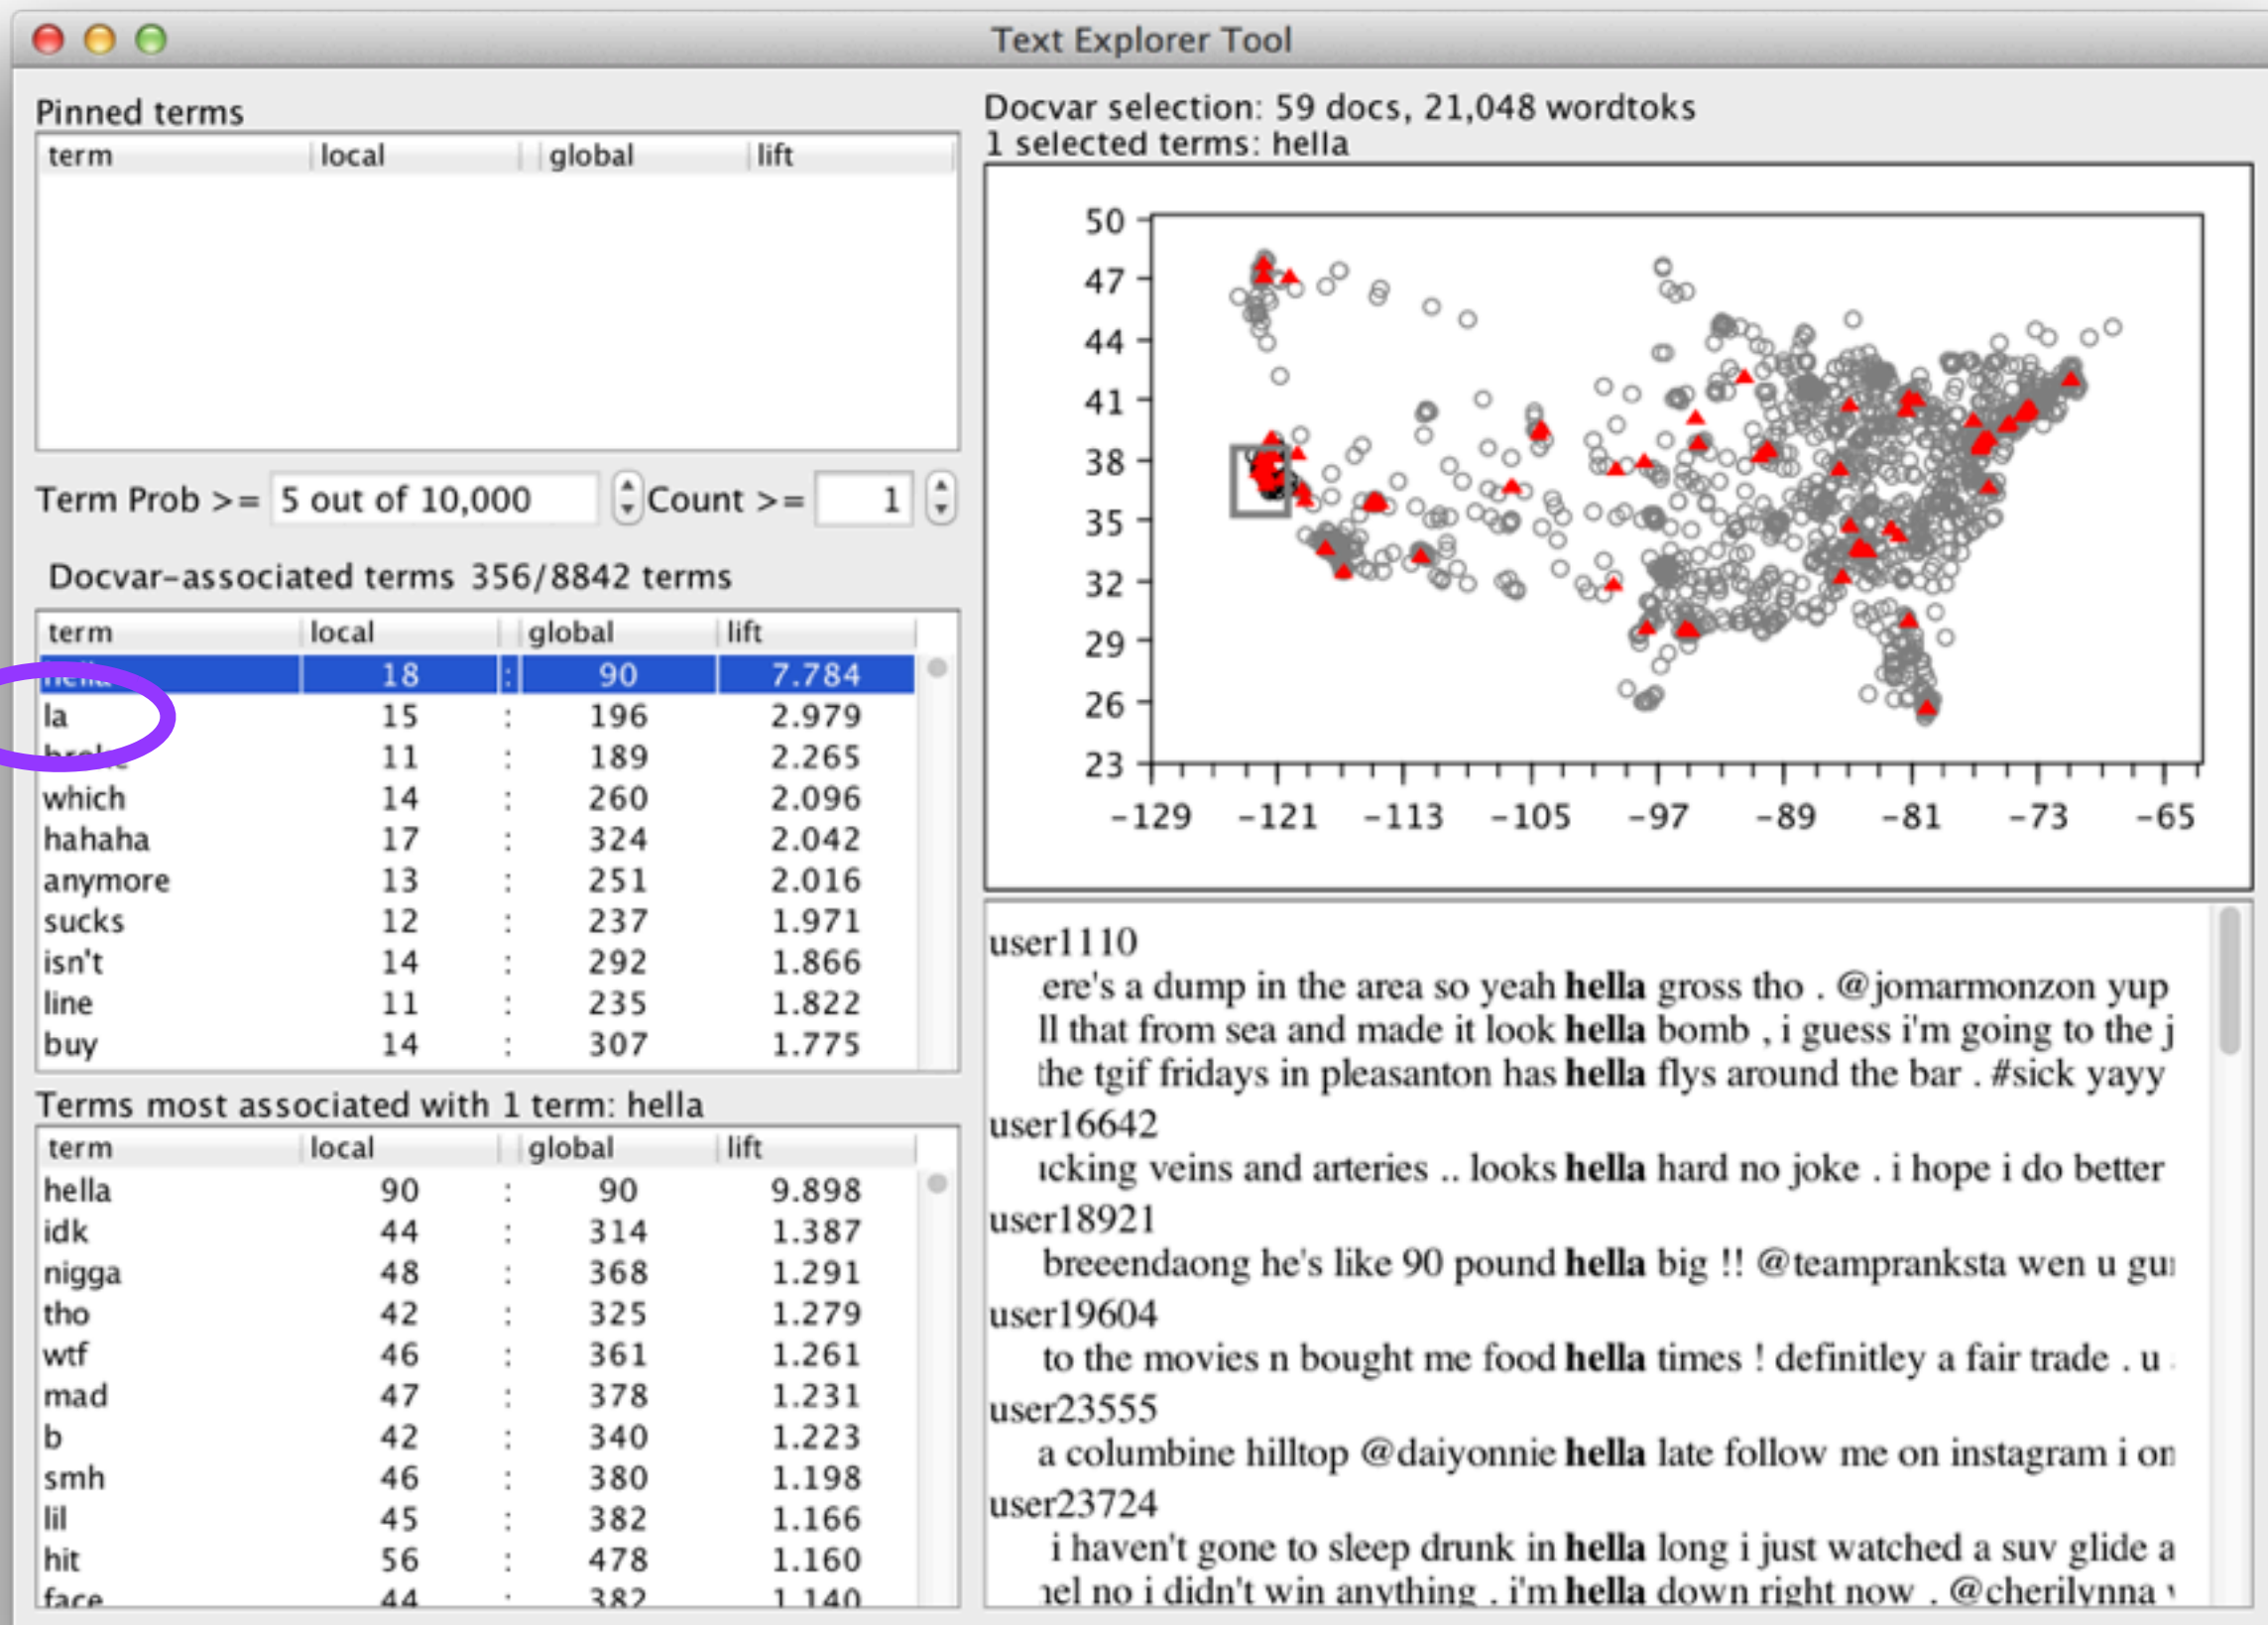 Text Explorer Tool
Pinned terms
term local global lift
Term Prob >= 5 out of 10,000 Count >= 1
Docvar-associated terms 356/8842 terms
term local global lift
hella 18 : 90 7.784
la 15 : 196 2.979
broke 11 : 189 2.265
which 14 : 260 2.096
hahaha 17 : 324 2.042
anymore 13 : 251 2.016
sucks 12 : 237 1.971
isn't 14 : 292 1.866
line 11 : 235 1.822
buy 14 : 307 1.775
Terms most associated with 1 term: hella
term local global lift
hella 90 : 90 9.898
idk 44 : 314 1.387
nigga 48 : 368 1.291
tho 42 : 325 1.279
wtf 46 : 361 1.261
mad 47 : 378 1.231
b 42 : 340 1.223
smh 46 : 380 1.198
lil 45 : 382 1.166
hit 56 : 478 1.160
face 44 : 382 1.140
Docvar selection: 59 docs, 21,048 wordtoks
1 selected terms: hella
50
47
44
41
38
35
32
29
26
23
-129 -121 -113 -105 -97 -89 -81 -73 -65
user1110
ere's a dump in the area so yeah hella gross tho . @jomarmonzon yup
ll that from sea and made it look hella bomb , i guess i'm going to the j
the tgif fridays in pleasanton has hella flys around the bar . #sick yayy
user16642
icking veins and arteries .. looks hella hard no joke . i hope i do better
user18921
breeendaong he's like 90 pound hella big !! @teampranksta wen u gu
user19604
to the movies n bought me food hella times ! definitley a fair trade . u
user23555
a columbine hilltop @daiyonnie hella late follow me on instagram i on
user23724
i haven't gone to sleep drunk in hella long i just watched a suv glide a
nel no i didn't win anything . i'm hella down right now . @cherilynna